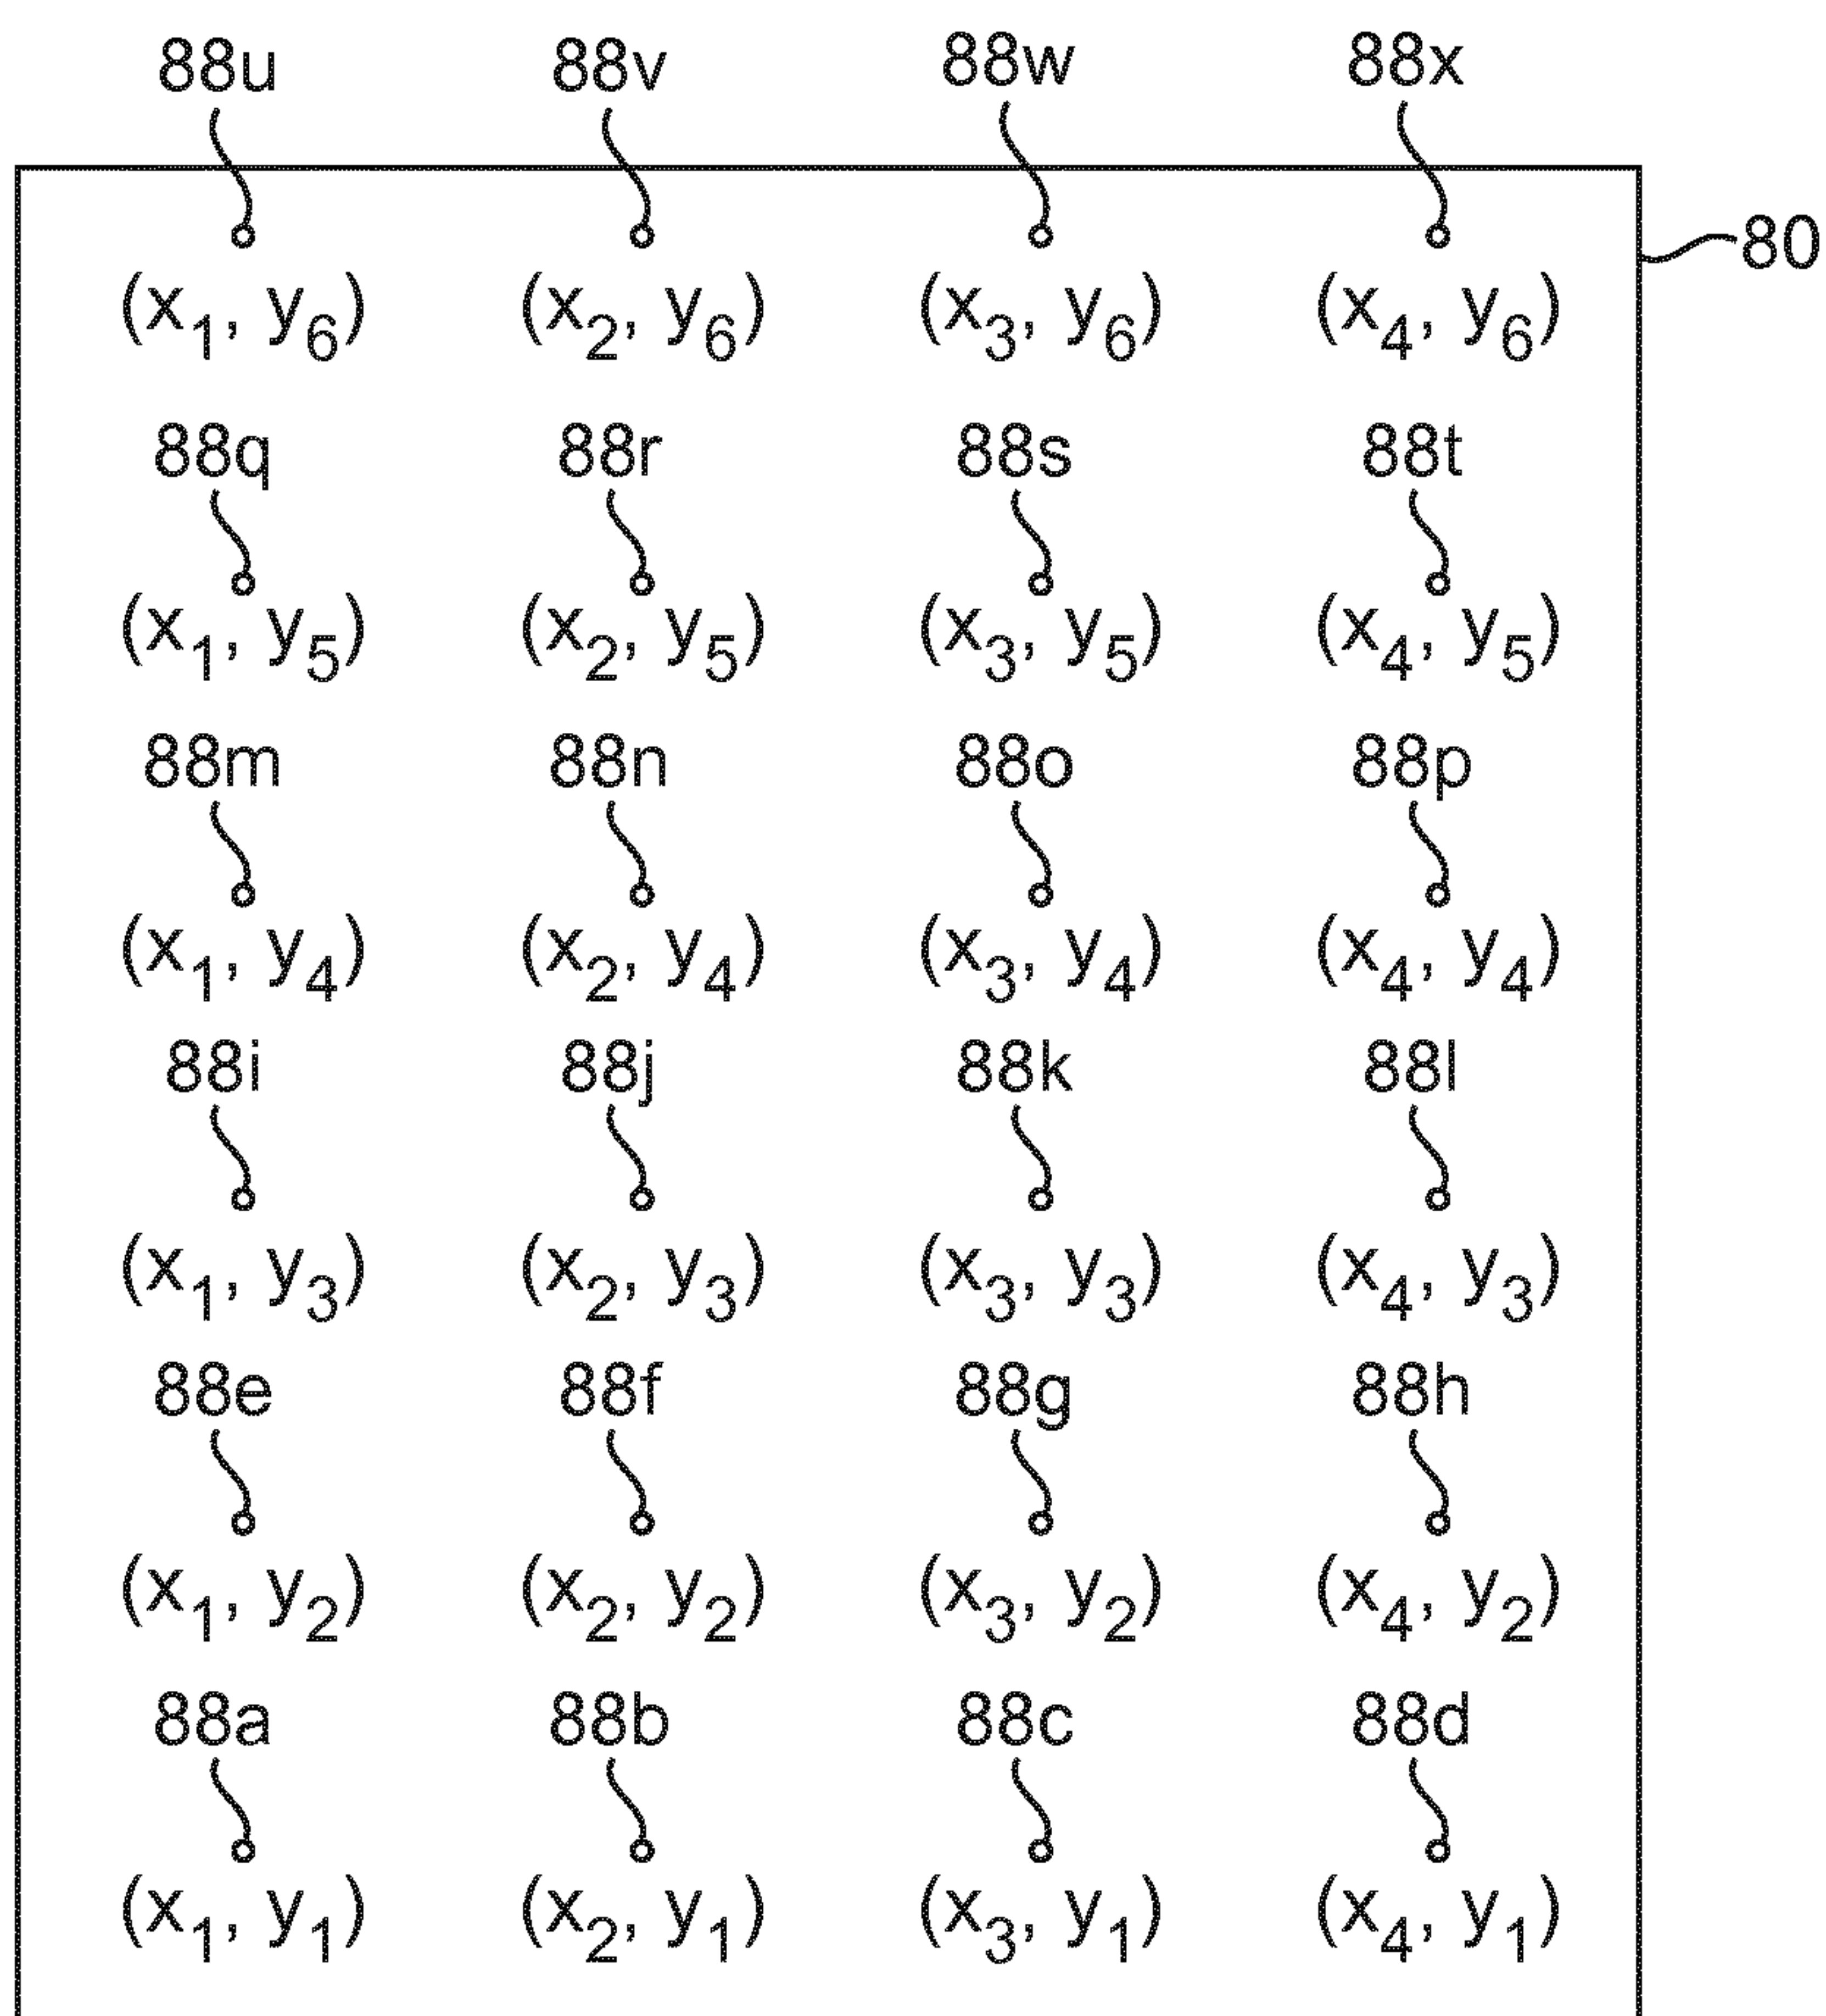 88u 88v 88w 88x
80
(x₁, y₆) (x₂, y₆) (x₃, y₆) (x₄, y₆)
88q 88r 88s 88t
(x₁, y₅) (x₂, y₅) (x₃, y₅) (x₄, y₅)
88m 88n 88o 88p
(x₁, y₄) (x₂, y₄) (x₃, y₄) (x₄, y₄)
88i 88j 88k 88l
(x₁, y₃) (x₂, y₃) (x₃, y₃) (x₄, y₃)
88e 88f 88g 88h
(x₁, y₂) (x₂, y₂) (x₃, y₂) (x₄, y₂)
88a 88b 88c 88d
(x₁, y₁) (x₂, y₁) (x₃, y₁) (x₄, y₁)